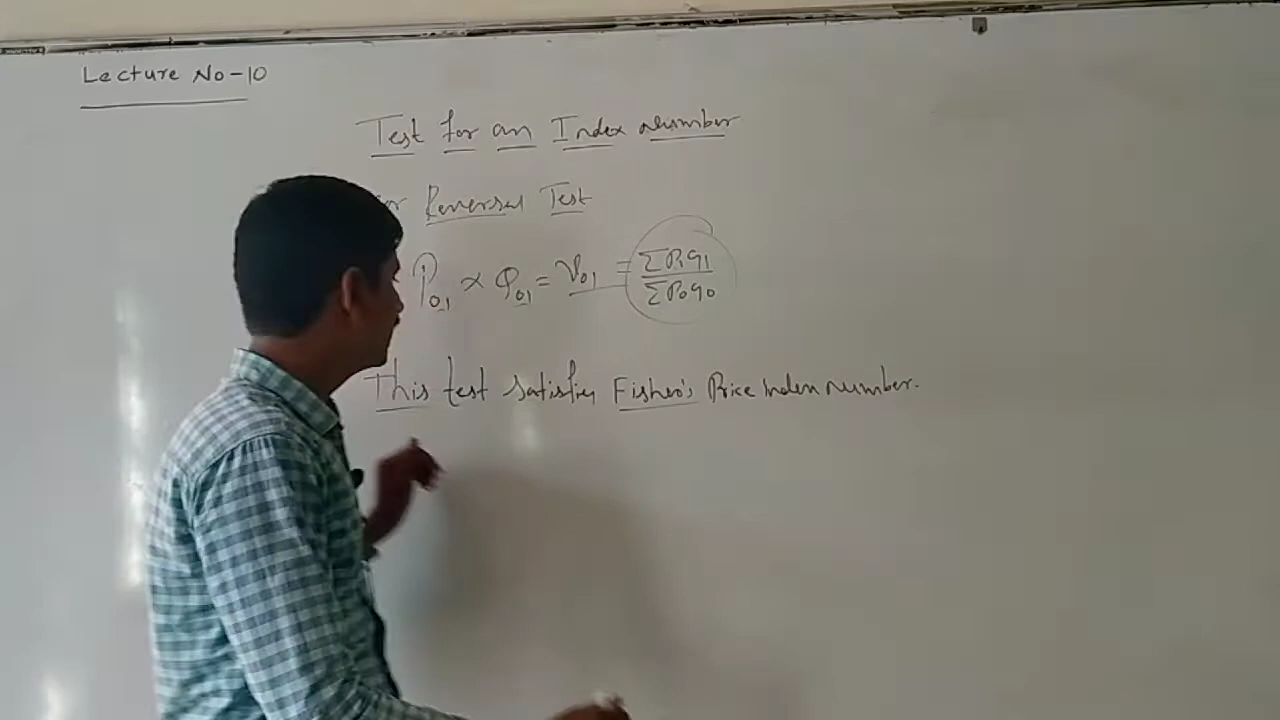 Lecture No-10
Test for an Index Number
Reversal Test
P01 × Q01 = V01 = ΣP1q1 / ΣP0q0
This test satisfies Fisher's Price Index number.